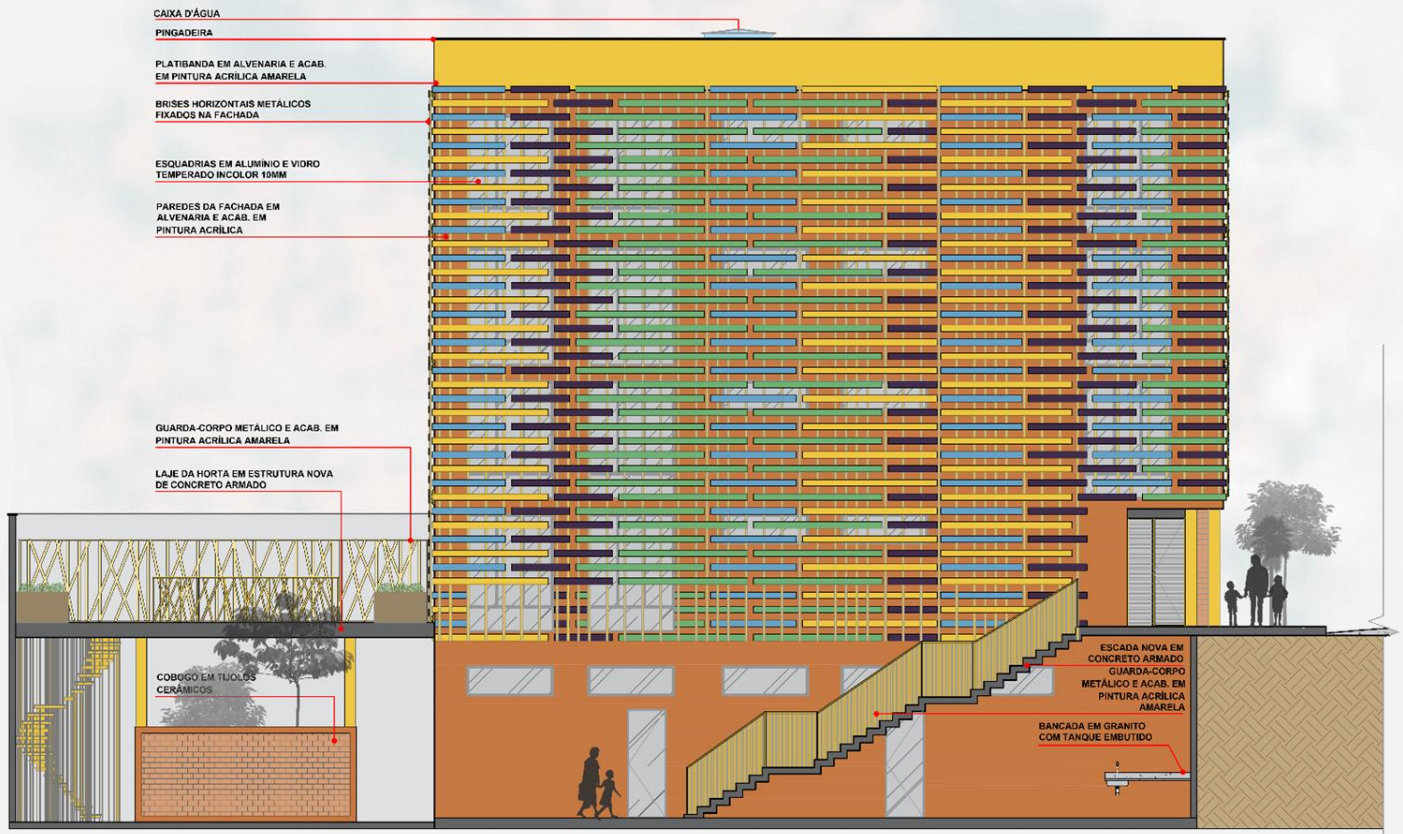 CAIXA D'ÁGUA
PINGADEIRA
PLATIBANDA EM ALVENARIA E ACAB.
EM PINTURA ACRÍLICA AMARELA
BRISES HORIZONTAIS METÁLICOS
FIXADOS NA FACHADA
ESQUADRIAS EM ALUMÍNIO E VIDRO
TEMPERADO INCOLOR 10MM
PAREDES DA FACHADA EM
ALVENARIA E ACAB. EM
PINTURA ACRÍLICA
GUARDA-CORPO METÁLICO E ACAB. EM
PINTURA ACRÍLICA AMARELA
LAJE DA HORTA EM ESTRUTURA NOVA
DE CONCRETO ARMADO
COBOGÓ EM TIJOLOS
CERÂMICOS
ESCADA NOVA EM
CONCRETO ARMADO
GUARDA-CORPO
METÁLICO E ACAB. EM
PINTURA ACRÍLICA
AMARELA
BANCADA EM GRANITO
COM TANQUE EMBUTIDO